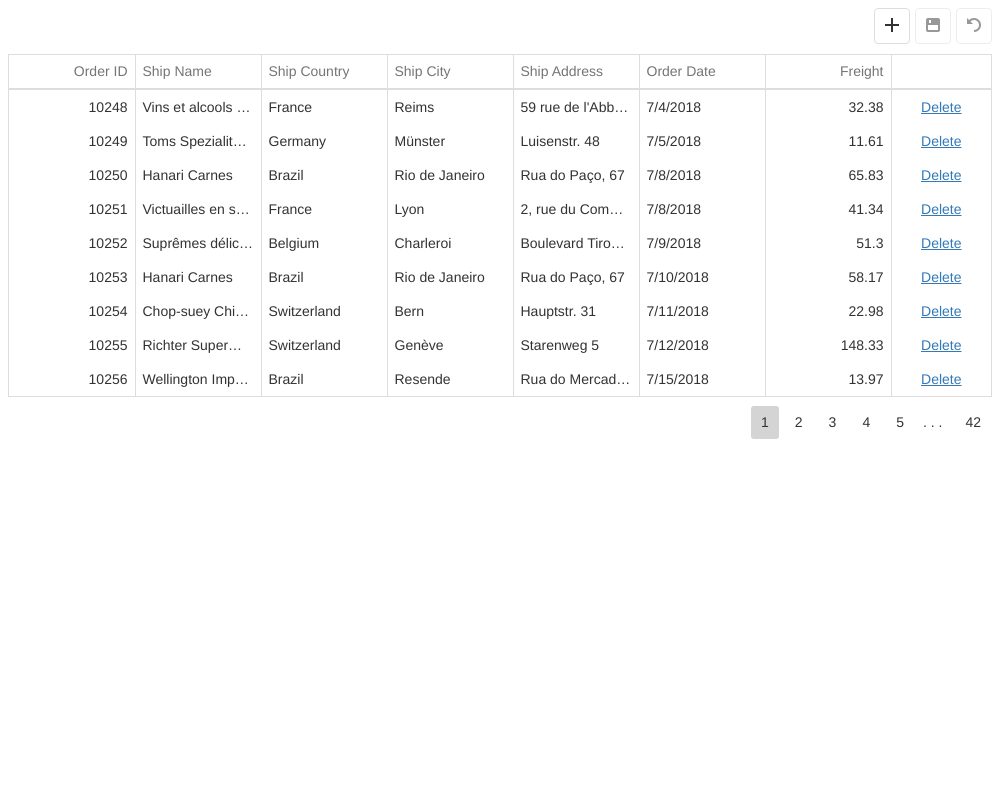 Order ID Ship Name Ship Country Ship City Ship Address Order Date Freight
10248 Vins et alcools ... France Reims 59 rue de l'Abb... 7/4/2018 32.38 Delete
10249 Toms Spezialit... Germany Münster Luisenstr. 48 7/5/2018 11.61 Delete
10250 Hanari Carnes Brazil Rio de Janeiro Rua do Paço, 67 7/8/2018 65.83 Delete
10251 Victuailles en s... France Lyon 2, rue du Com... 7/8/2018 41.34 Delete
10252 Suprêmes délic... Belgium Charleroi Boulevard Tiro... 7/9/2018 51.3 Delete
10253 Hanari Carnes Brazil Rio de Janeiro Rua do Paço, 67 7/10/2018 58.17 Delete
10254 Chop-suey Chi... Switzerland Bern Hauptstr. 31 7/11/2018 22.98 Delete
10255 Richter Super... Switzerland Genève Starenweg 5 7/12/2018 148.33 Delete
10256 Wellington Imp... Brazil Resende Rua do Mercad... 7/15/2018 13.97 Delete
1 2 3 4 5 . . . 42